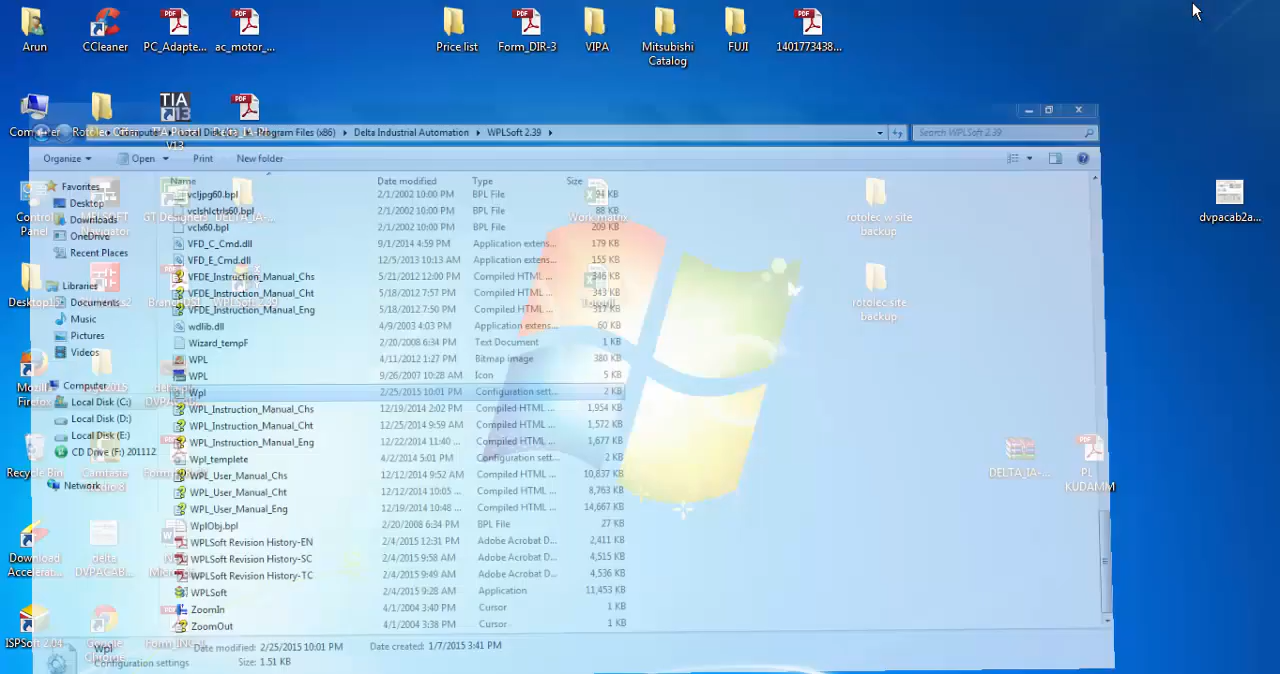 Arun
CCleaner
PC_Adapte...
ac_motor_...
Price list
Form_DIR-3
VIPA
Mitsubishi
Catalog
FUJI
1401773438...
TIA
V13
Program Files (x86)
Delta Industrial Automation
WPLSoft 2.39
Search WPLSoft 2.39
Organize
Open
Print
New folder
Name
Date modified
Type
Size
Favorites
Desktop
Downloads
OneDrive
Recent Places
Libraries
Documents
Music
Pictures
Videos
Computer
Local Disk (C:)
Local Disk (D:)
Local Disk (E:)
CD Drive (F:) 201112
Network
vcljpg60.bpl 2/1/2002 10:00 PM BPL File
vclshlctrls60.bpl 2/1/2002 10:00 PM BPL File 88 KB
vclx60.bpl 2/1/2002 10:00 PM BPL File 209 KB
VFD_C_Cmd.dll 9/1/2014 4:59 PM Application extens... 179 KB
VFD_E_Cmd.dll 12/5/2013 10:13 AM Application extens... 155 KB
VFDE_Instruction_Manual_Chs 5/21/2012 12:00 PM Compiled HTML ... 346 KB
VFDE_Instruction_Manual_Cht 5/18/2012 7:57 PM Compiled HTML ... 343 KB
VFDE_Instruction_Manual_Eng 5/18/2012 7:50 PM Compiled HTML ... 317 KB
wdlib.dll 4/9/2003 4:03 PM Application extens... 60 KB
Wizard_tempF 2/20/2008 6:34 PM Text Document 1 KB
WPL 4/11/2012 1:27 PM Bitmap image 380 KB
WPL 9/26/2007 10:28 AM Icon 5 KB
Wpl 2/25/2015 10:01 PM Configuration sett... 2 KB
WPL_Instruction_Manual_Chs 12/19/2014 2:02 PM Compiled HTML ... 1,954 KB
WPL_Instruction_Manual_Cht 12/25/2014 9:59 AM Compiled HTML ... 1,572 KB
WPL_Instruction_Manual_Eng 12/22/2014 11:40 ... Compiled HTML ... 1,677 KB
Wpl_templete 4/2/2014 5:01 PM Configuration sett... 2 KB
WPL_User_Manual_Chs 12/12/2014 9:52 AM Compiled HTML ... 10,837 KB
WPL_User_Manual_Cht 12/12/2014 10:05 ... Compiled HTML ... 8,763 KB
WPL_User_Manual_Eng 12/19/2014 10:48 ... Compiled HTML ... 14,667 KB
WplObj.bpl 2/20/2008 6:34 PM BPL File 27 KB
WPLSoft Revision History-EN 2/4/2015 12:31 PM Adobe Acrobat D... 2,411 KB
WPLSoft Revision History-SC 2/4/2015 9:58 AM Adobe Acrobat D... 4,515 KB
WPLSoft Revision History-TC 2/4/2015 9:49 AM Adobe Acrobat D... 4,536 KB
WPLSoft 2/4/2015 9:28 AM Application 11,453 KB
ZoomIn 4/1/2004 3:40 PM Cursor 1 KB
ZoomOut 4/1/2004 3:38 PM Cursor 1 KB
Wpl Date modified: 2/25/2015 10:01 PM Date created: 1/7/2015 3:41 PM
Configuration settings Size: 1.51 KB
Control
Panel
Navigator
Work matrix
rotolec w site
backup
rotolec site
backup
dvpacab2a...
Firefox
Recycle Bin
DELTA_IA-...
PL
KUDAMM
Download
Accelerat...
delta
DVPACAB...
ISPSoft 2.04
Google
Chrome